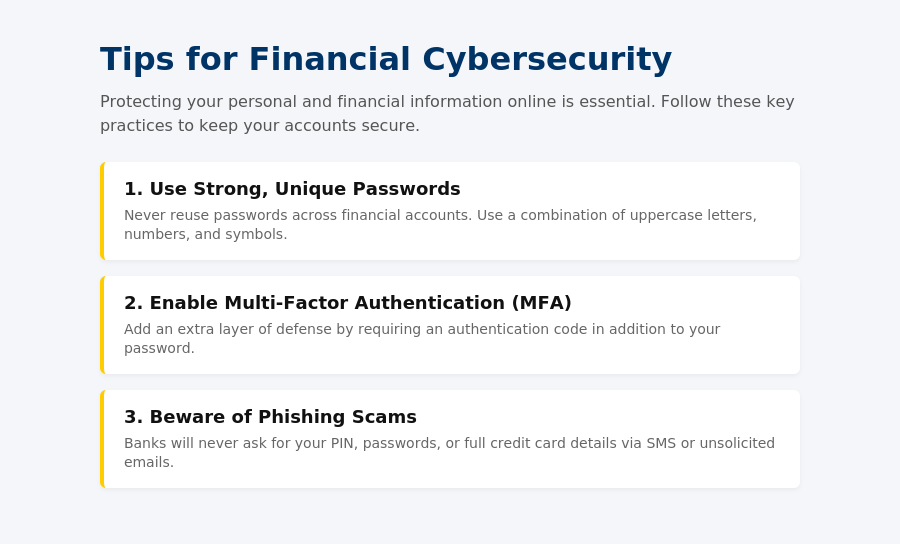 Tips for Financial Cybersecurity
Protecting your personal and financial information online is essential. Follow these key
practices to keep your accounts secure.
1. Use Strong, Unique Passwords
Never reuse passwords across financial accounts. Use a combination of uppercase letters,
numbers, and symbols.
2. Enable Multi-Factor Authentication (MFA)
Add an extra layer of defense by requiring an authentication code in addition to your
password.
3. Beware of Phishing Scams
Banks will never ask for your PIN, passwords, or full credit card details via SMS or unsolicited
emails.